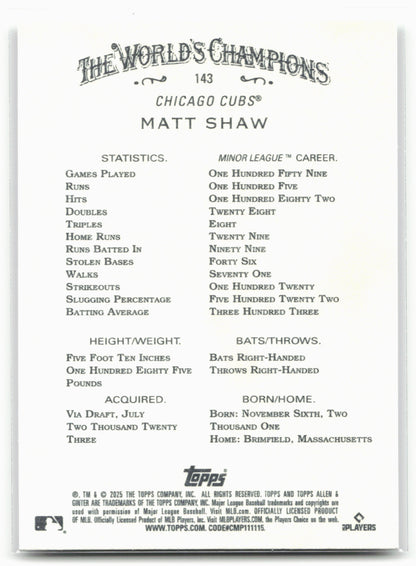 THE WORLD'S CHAMPIONS
143
CHICAGO CUBS®
MATT SHAW
STATISTICS. MINOR LEAGUE™ CAREER.
GAMES PLAYED ONE HUNDRED FIFTY NINE
RUNS ONE HUNDRED FIVE
HITS ONE HUNDRED EIGHTY TWO
DOUBLES TWENTY EIGHT
TRIPLES EIGHT
HOME RUNS TWENTY NINE
RUNS BATTED IN NINETY NINE
STOLEN BASES FORTY SIX
WALKS SEVENTY ONE
STRIKEOUTS ONE HUNDRED TWENTY
SLUGGING PERCENTAGE FIVE HUNDRED TWENTY TWO
BATTING AVERAGE THREE HUNDRED THREE
HEIGHT/WEIGHT. BATS/THROWS.
FIVE FOOT TEN INCHES BATS RIGHT-HANDED
ONE HUNDRED EIGHTY FIVE THROWS RIGHT-HANDED
POUNDS
ACQUIRED. BORN/HOME.
VIA DRAFT, JULY BORN: NOVEMBER SIXTH, TWO
TWO THOUSAND TWENTY THOUSAND ONE
THREE HOME: BRIMFIELD, MASSACHUSETTS
Topps
®, TM & © 2025 THE TOPPS COMPANY, INC. ALL RIGHTS RESERVED. TOPPS AND TOPPS ALLEN &
GINTER ARE TRADEMARKS OF THE TOPPS COMPANY, INC. Major League Baseball trademarks and copyrights are
used with permission of Major League Baseball. Visit MLB.com. OFFICIALLY LICENSED PRODUCT
OF MLB. Officially Licensed Product of MLB Players, Inc. Visit MLBPLAYERS.COM, the Players Choice on the web.
WWW.TOPPS.COM. CODE#CMP111115.
PLAYERS